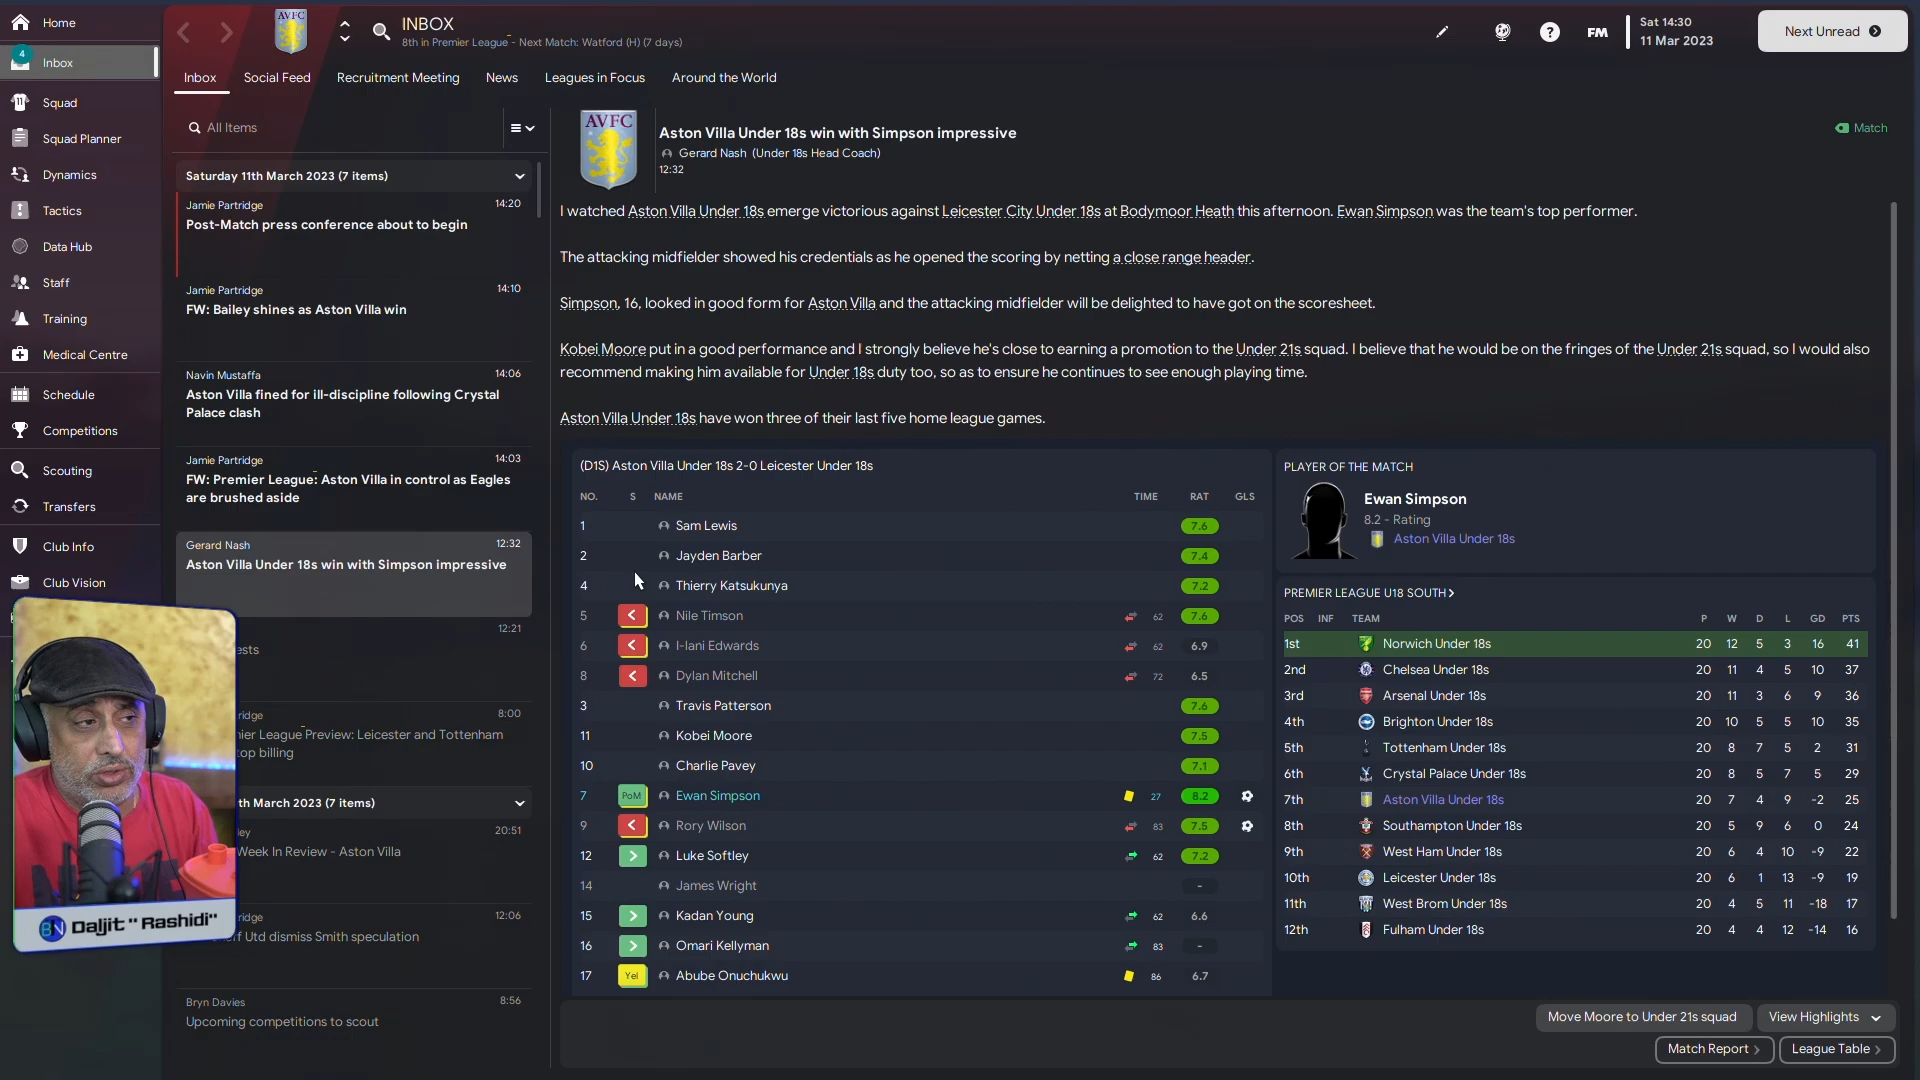 Home
4
Inbox
Squad
Squad Planner
Dynamics
Tactics
Data Hub
Staff
Training
Medical Centre
Schedule
Competitions
Scouting
Transfers
Club Info
Club Vision
AVFC
INBOX
8th in Premier League - Next Match: Watford (H) (7 days)
?
FM
Sat 14:30
11 Mar 2023
Next Unread
Inbox Social Feed Recruitment Meeting News Leagues in Focus Around the World
All Items
Saturday 11th March 2023 (7 items)
Jamie Partridge 14:20
Post-Match press conference about to begin
Jamie Partridge 14:10
FW: Bailey shines as Aston Villa win
Navin Mustaffa 14:06
Aston Villa fined for ill-discipline following Crystal
Palace clash
Jamie Partridge 14:03
FW: Premier League: Aston Villa in control as Eagles
are brushed aside
Gerard Nash 12:32
Aston Villa Under 18s win with Simpson impressive
12:21
ests
ridge 8:00
ier League Preview: Leicester and Tottenham
op billing
th March 2023 (7 items)
ley 20:51
Week In Review - Aston Villa
ridge 12:06
ff Utd dismiss Smith speculation
Bryn Davies 8:56
Upcoming competitions to scout
BN Daljit "Rashidi"
AVFC
Aston Villa Under 18s win with Simpson impressive
Gerard Nash (Under 18s Head Coach)
12:32
Match
I watched Aston Villa Under 18s emerge victorious against Leicester City Under 18s at Bodymoor Heath this afternoon. Ewan Simpson was the team's top performer.
The attacking midfielder showed his credentials as he opened the scoring by netting a close range header.
Simpson, 16, looked in good form for Aston Villa and the attacking midfielder will be delighted to have got on the scoresheet.
Kobei Moore put in a good performance and I strongly believe he's close to earning a promotion to the Under 21s squad. I believe that he would be on the fringes of the Under 21s squad, so I would also
recommend making him available for Under 18s duty too, so as to ensure he continues to see enough playing time.
Aston Villa Under 18s have won three of their last five home league games.
(D1S) Aston Villa Under 18s 2-0 Leicester Under 18s
NO. S NAME TIME RAT GLS
1 Sam Lewis 7.6
2 Jayden Barber 7.4
4 Thierry Katsukunya 7.2
5 Nile Timson 62 7.6
6 I-lani Edwards 62 6.9
8 Dylan Mitchell 72 6.5
3 Travis Patterson 7.6
11 Kobei Moore 7.5
10 Charlie Pavey 7.1
7 PoM Ewan Simpson 27 8.2
9 Rory Wilson 83 7.5
12 Luke Softley 62 7.2
14 James Wright -
15 Kadan Young 62 6.6
16 Omari Kellyman 83 -
17 Yel Abube Onuchukwu 86 6.7
PLAYER OF THE MATCH
Ewan Simpson
8.2 - Rating
Aston Villa Under 18s
PREMIER LEAGUE U18 SOUTH >
POS INF TEAM P W D L GD PTS
1st Norwich Under 18s 20 12 5 3 16 41
2nd Chelsea Under 18s 20 11 4 5 10 37
3rd Arsenal Under 18s 20 11 3 6 9 36
4th Brighton Under 18s 20 10 5 5 10 35
5th Tottenham Under 18s 20 8 7 5 2 31
6th Crystal Palace Under 18s 20 8 5 7 5 29
7th Aston Villa Under 18s 20 7 4 9 -2 25
8th Southampton Under 18s 20 5 9 6 0 24
9th West Ham Under 18s 20 6 4 10 -9 22
10th Leicester Under 18s 20 6 1 13 -9 19
11th West Brom Under 18s 20 4 5 11 -18 17
12th Fulham Under 18s 20 4 4 12 -14 16
Move Moore to Under 21s squad View Highlights
Match Report > League Table >